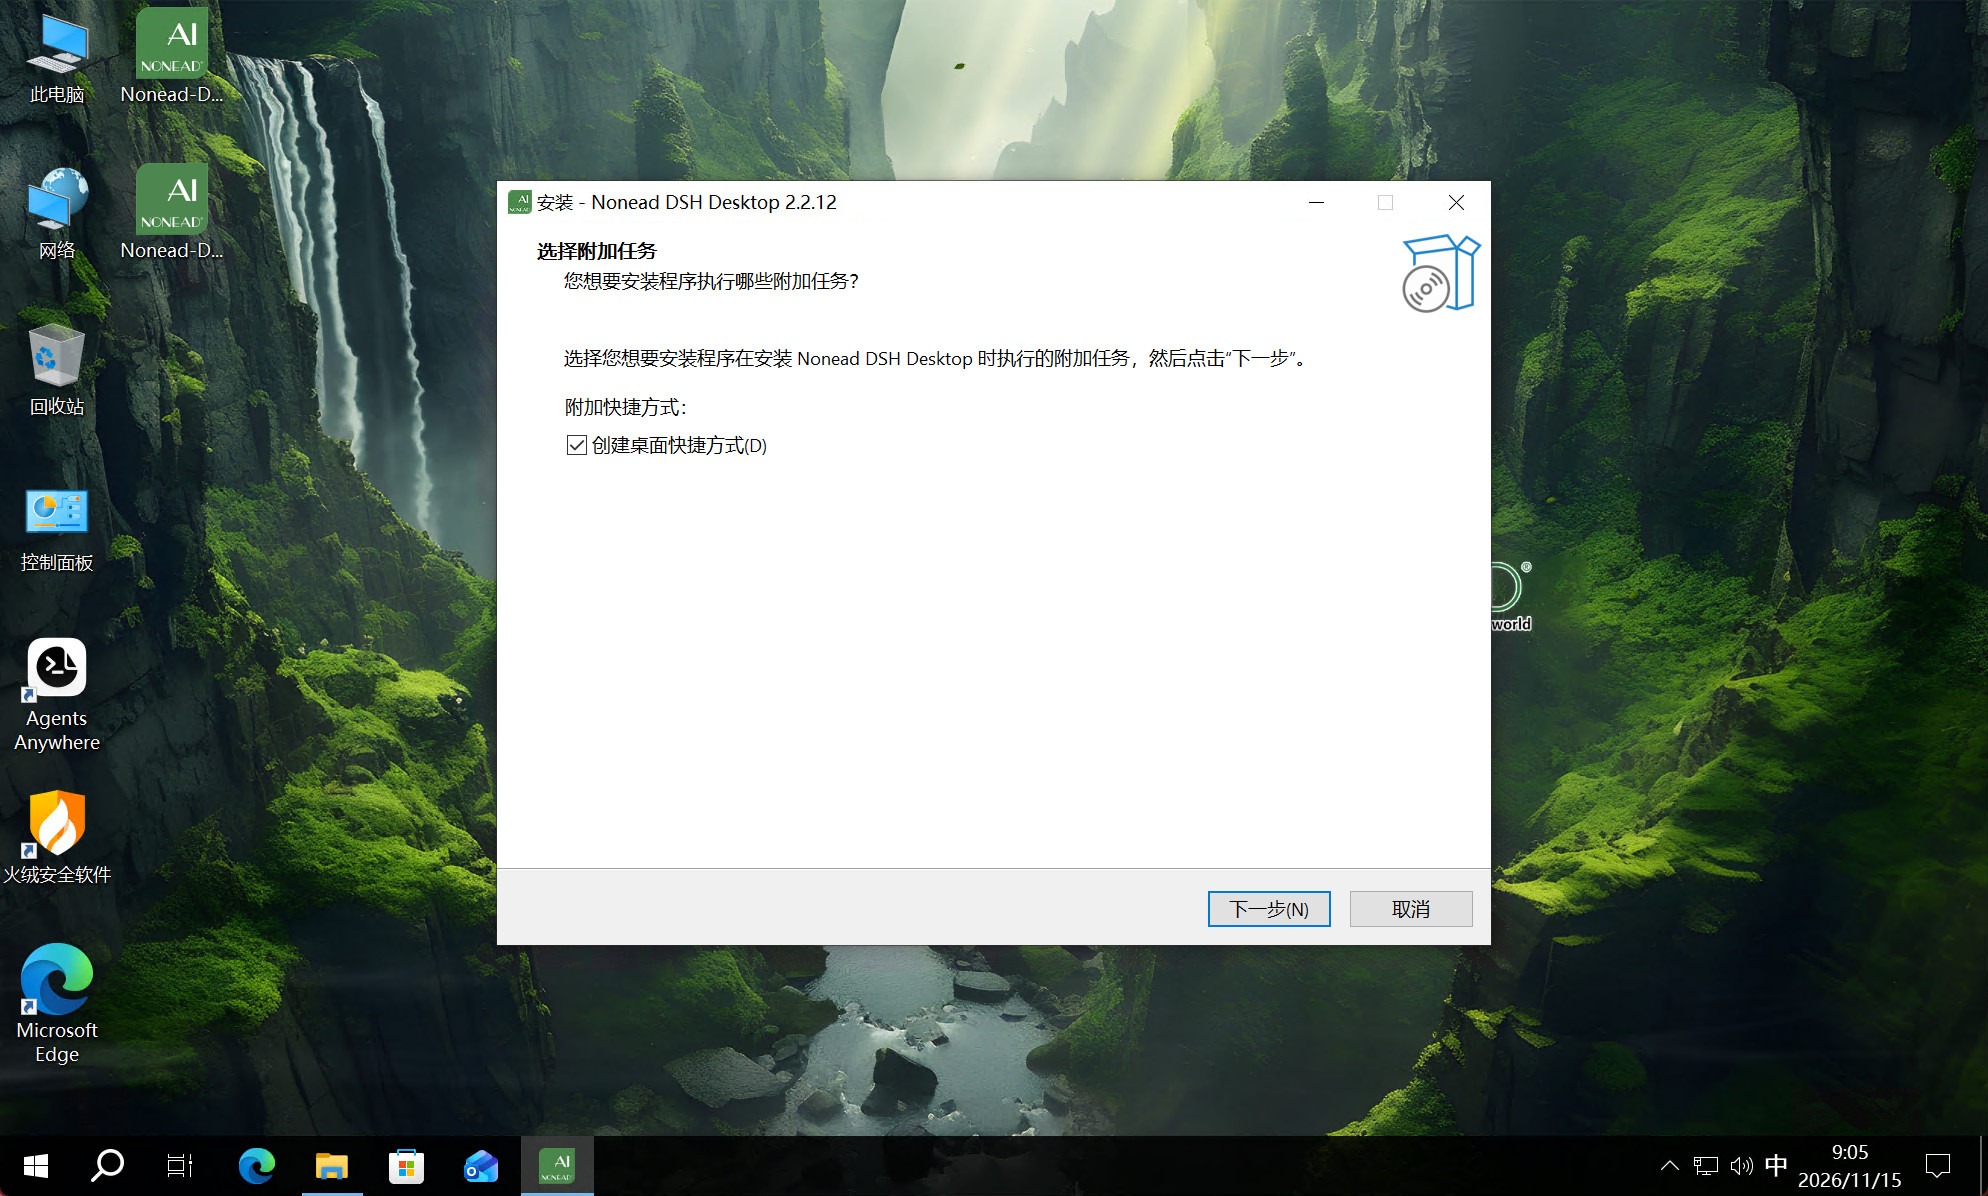 此电脑
AI
NONEAD
Nonead-D...
网络
AI
NONEAD
Nonead-D...
回收站
控制面板
Agents
Anywhere
火绒安全软件
Microsoft
Edge
安装 - Nonead DSH Desktop 2.2.12
选择附加任务
您想要安装程序执行哪些附加任务?
选择您想要安装程序在安装 Nonead DSH Desktop 时执行的附加任务，然后点击“下一步”。
附加快捷方式:
创建桌面快捷方式(D)
下一步(N)
取消
®
world
AI
NONEAD
中
9:05
2026/11/15